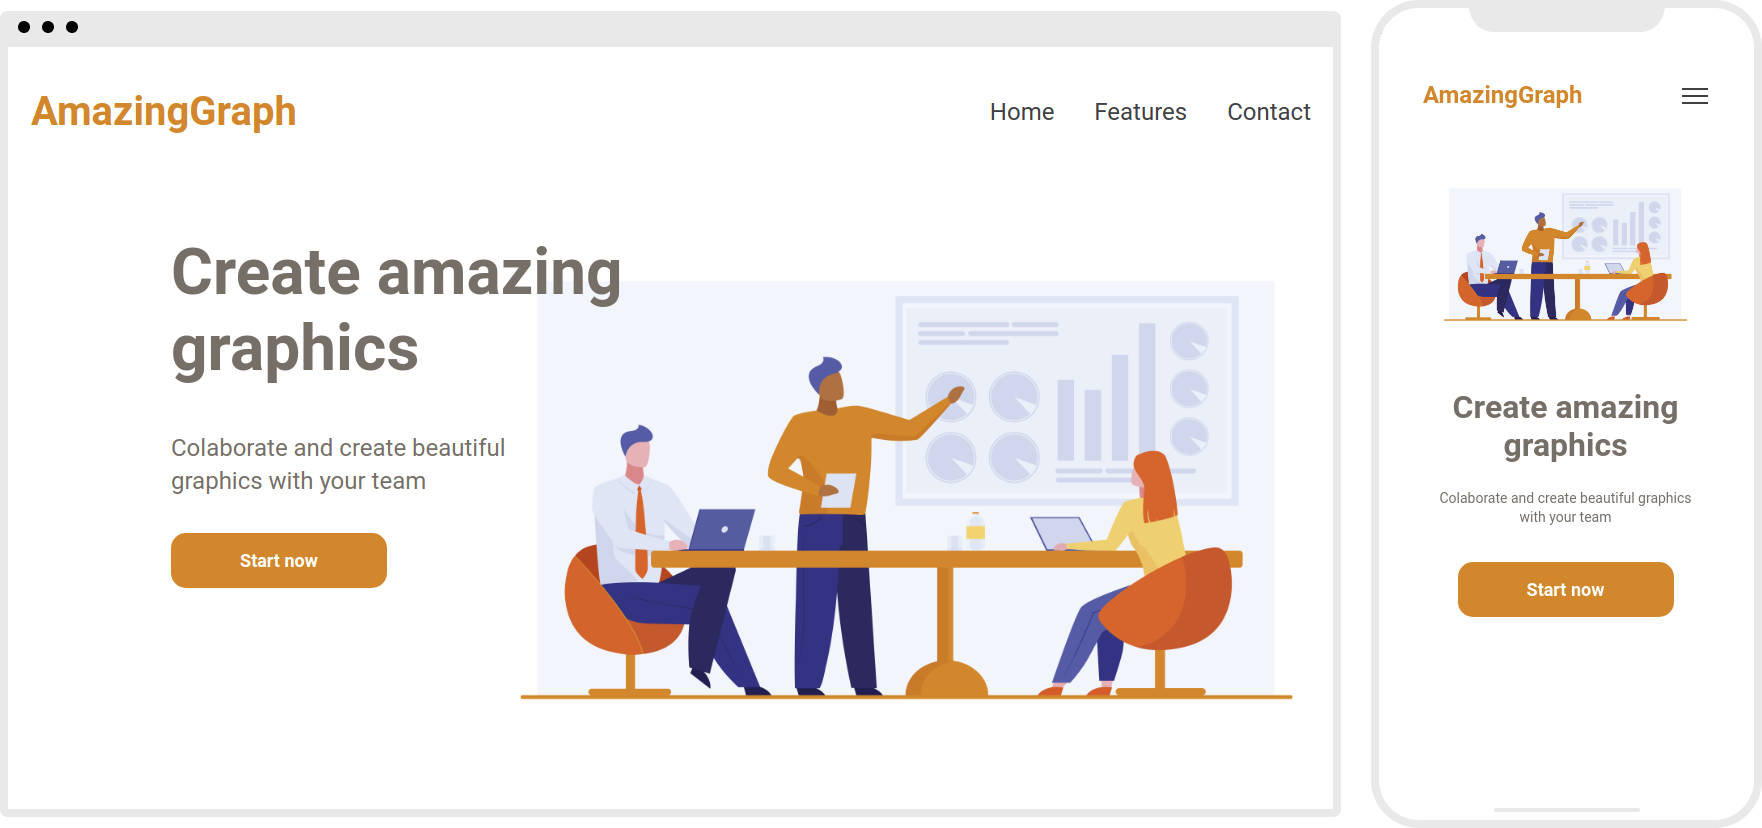 AmazingGraph
Home Features Contact
Create amazing
graphics
Colaborate and create beautiful
graphics with your team
Start now
AmazingGraph
Create amazing
graphics
Colaborate and create beautiful graphics
with your team
Start now